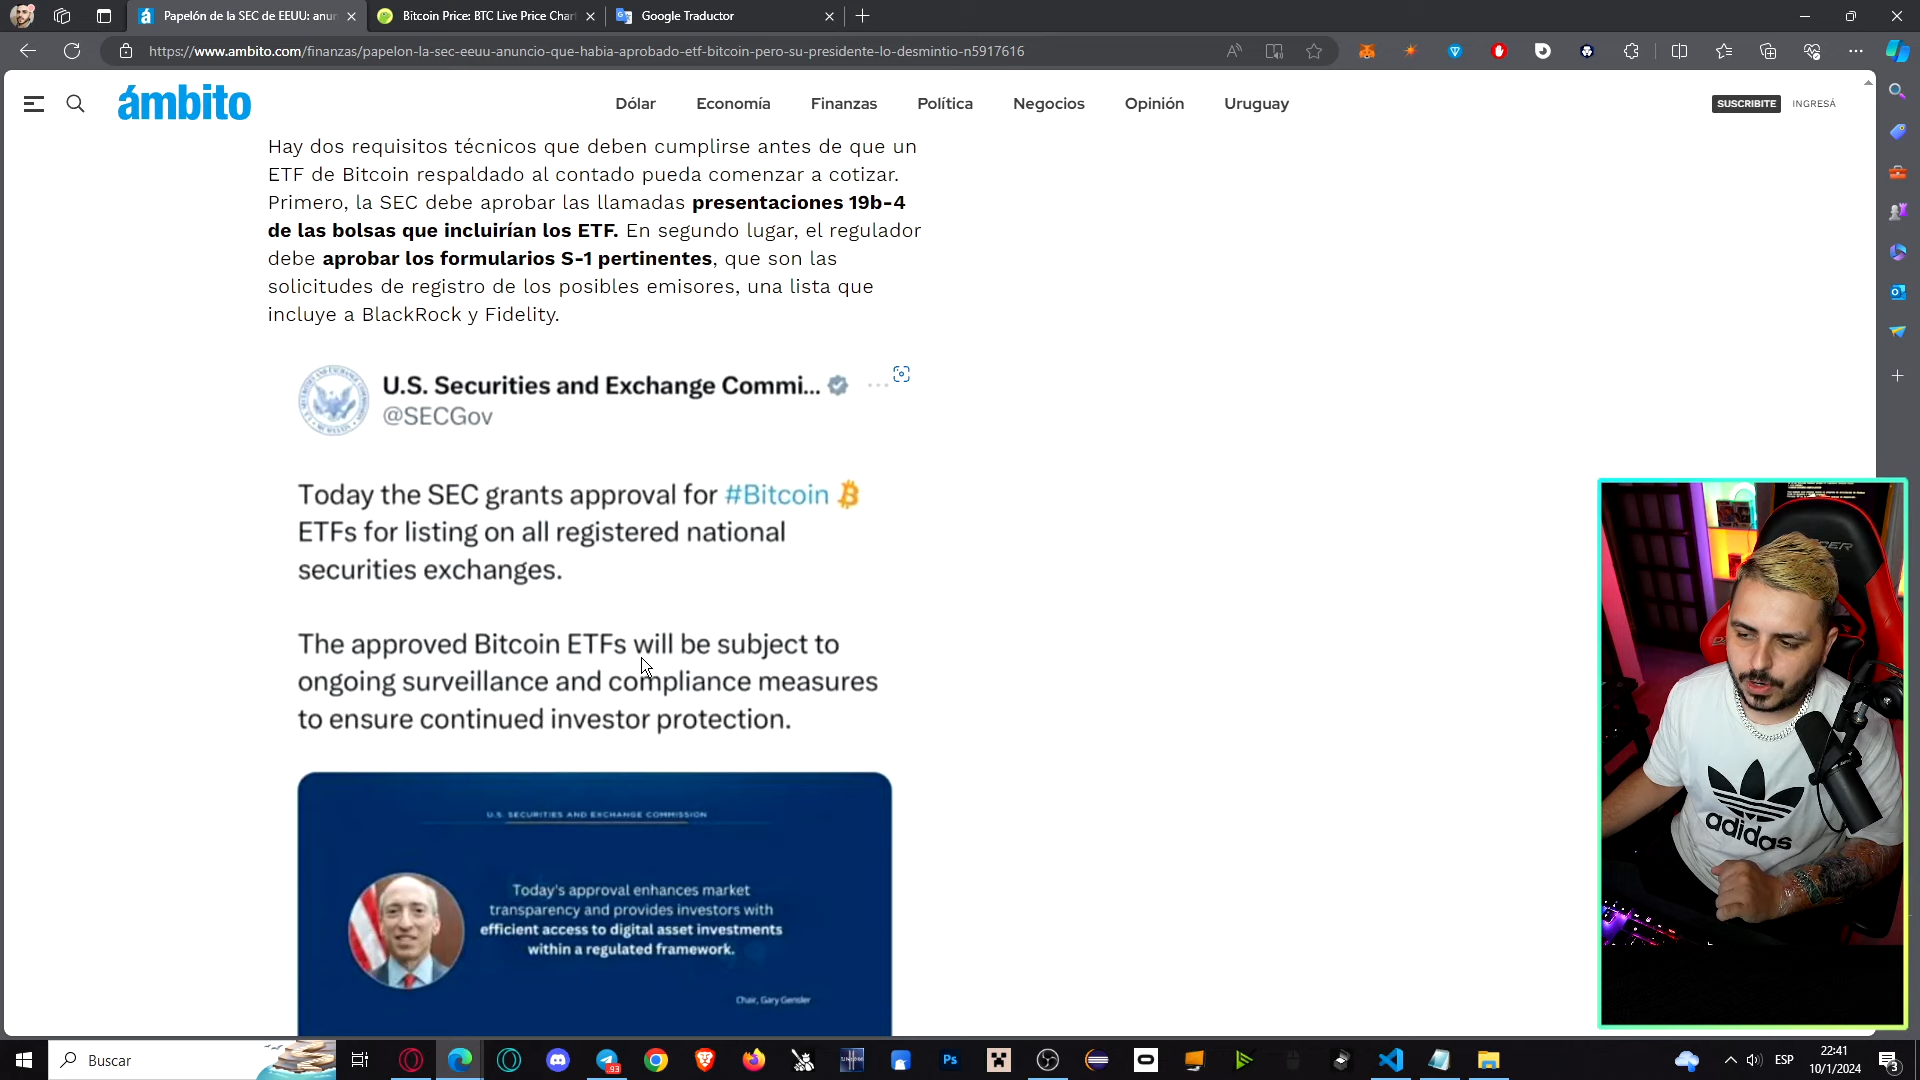 Papelón de la SEC de EEUU: anun
Bitcoin Price: BTC Live Price Char
Google Traductor
https://www.ambito.com/finanzas/papelon-la-sec-eeuu-anuncio-que-habia-aprobado-etf-bitcoin-pero-su-presidente-lo-desmintio-n5917616
ámbito
Dólar
Economía
Finanzas
Política
Negocios
Opinión
Uruguay
SUSCRIBITE
INGRESÁ
Hay dos requisitos técnicos que deben cumplirse antes de que un
ETF de Bitcoin respaldado al contado pueda comenzar a cotizar.
Primero, la SEC debe aprobar las llamadas presentaciones 19b-4
de las bolsas que incluirían los ETF. En segundo lugar, el regulador
debe aprobar los formularios S-1 pertinentes, que son las
solicitudes de registro de los posibles emisores, una lista que
incluye a BlackRock y Fidelity.
U.S. Securities and Exchange Commi...
@SECGov
Today the SEC grants approval for #Bitcoin
ETFs for listing on all registered national
securities exchanges.
The approved Bitcoin ETFs will be subject to
ongoing surveillance and compliance measures
to ensure continued investor protection.
U.S. SECURITIES AND EXCHANGE COMMISSION
Today's approval enhances market
transparency and provides investors with
efficient access to digital asset investments
within a regulated framework.
Chair, Gary Gensler
adidas
Buscar
93
Ps
ESP
22:41
10/1/2024
3